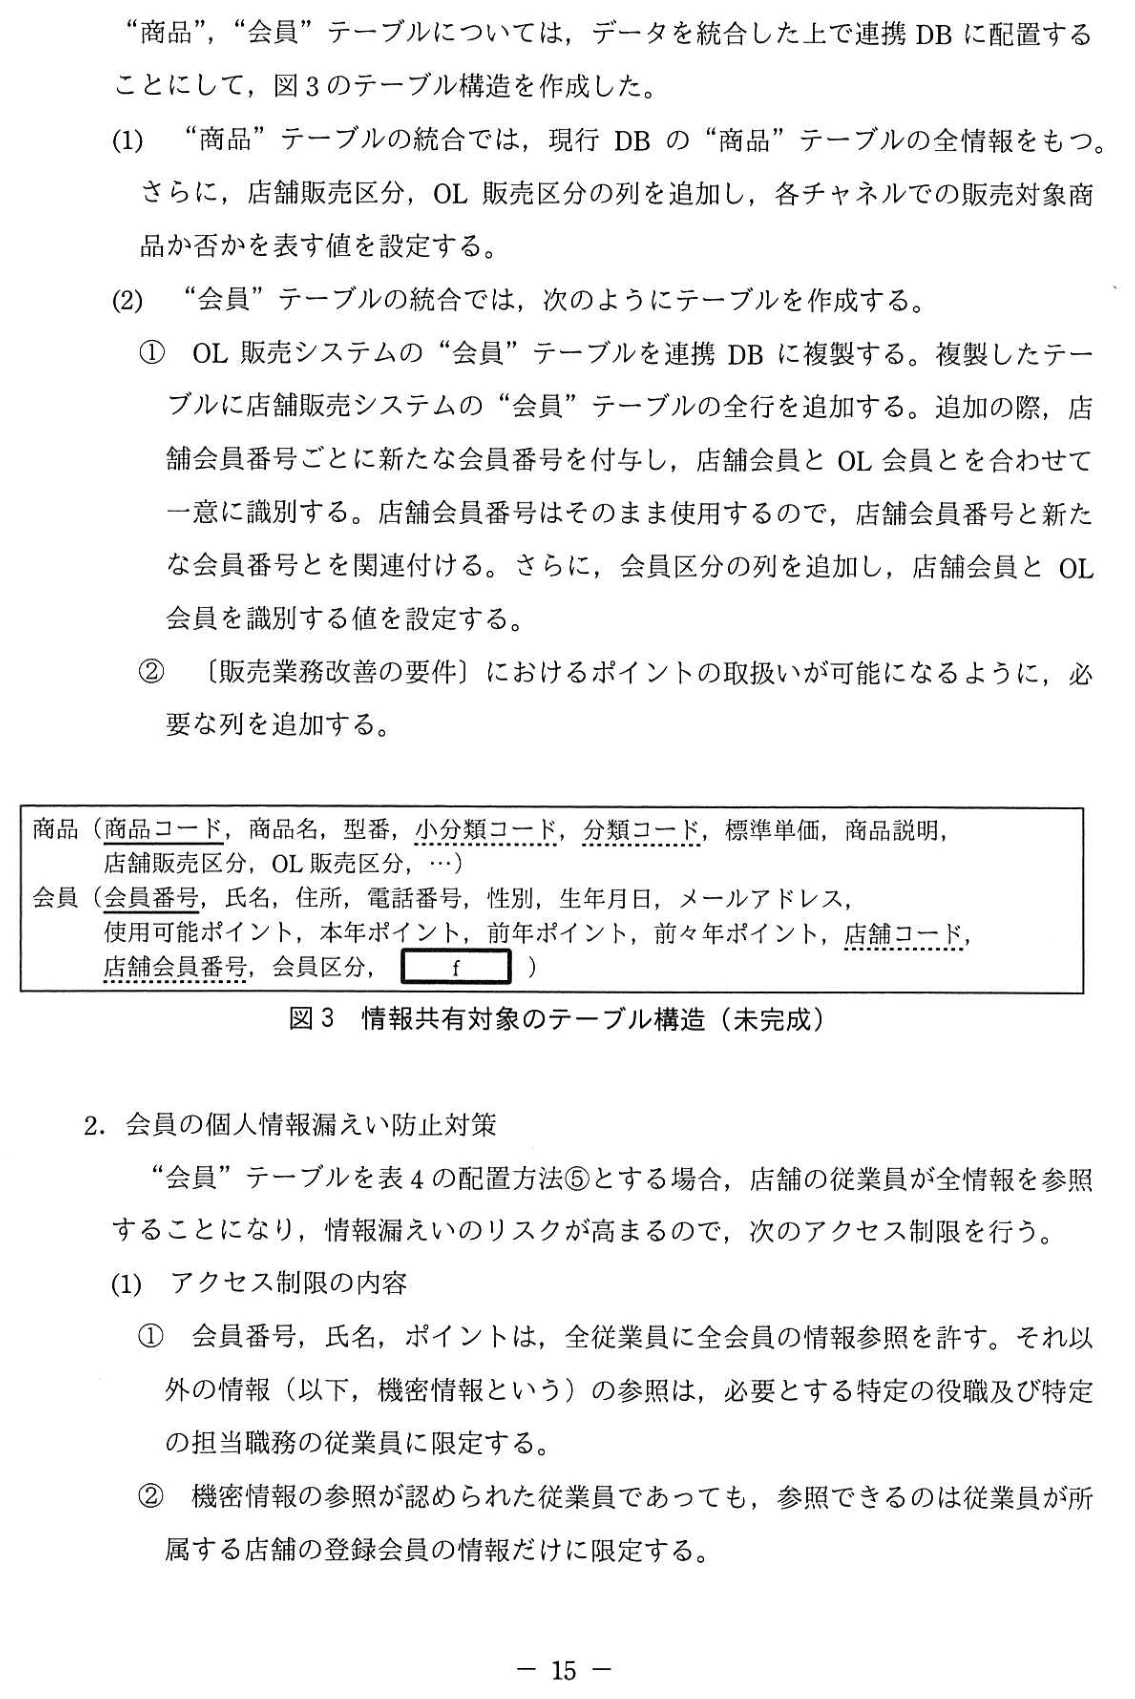 “商品”，“会員” テーブルについては，データを統合した上で連携 DB に配置する
ことにして，図 3 のテーブル構造を作成した。
(1) “商品” テーブルの統合では，現行 DB の “商品” テーブルの全情報をもつ。
さらに，店舗販売区分，OL 販売区分の列を追加し，各チャネルでの販売対象商
品か否かを表す値を設定する。
(2) “会員” テーブルの統合では，次のようにテーブルを作成する。
① OL 販売システムの “会員” テーブルを連携 DB に複製する。複製したテー
ブルに店舗販売システムの “会員” テーブルの全行を追加する。追加の際，店
舗会員番号ごとに新たな会員番号を付与し，店舗会員と OL 会員とを合わせて
一意に識別する。店舗会員番号はそのまま使用するので，店舗会員番号と新た
な会員番号とを関連付ける。さらに，会員区分の列を追加し，店舗会員と OL
会員を識別する値を設定する。
② 〔販売業務改善の要件〕におけるポイントの取扱いが可能になるように，必
要な列を追加する。
商品（商品コード，商品名，型番，小分類コード，分類コード，標準単価，商品説明，
店舗販売区分，OL 販売区分，…）
会員（会員番号，氏名，住所，電話番号，性別，生年月日，メールアドレス，
使用可能ポイント，本年ポイント，前年ポイント，前々年ポイント，店舗コード，
店舗会員番号，会員区分， f ）
図 3 情報共有対象のテーブル構造（未完成）
2．会員の個人情報漏えい防止対策
“会員” テーブルを表 4 の配置方法⑤とする場合，店舗の従業員が全情報を参照
することになり，情報漏えいのリスクが高まるので，次のアクセス制限を行う。
(1) アクセス制限の内容
① 会員番号，氏名，ポイントは，全従業員に全会員の情報参照を許す。それ以
外の情報（以下，機密情報という）の参照は，必要とする特定の役職及び特定
の担当職務の従業員に限定する。
② 機密情報の参照が認められた従業員であっても，参照できるのは従業員が所
属する店舗の登録会員の情報だけに限定する。
－ 15 －